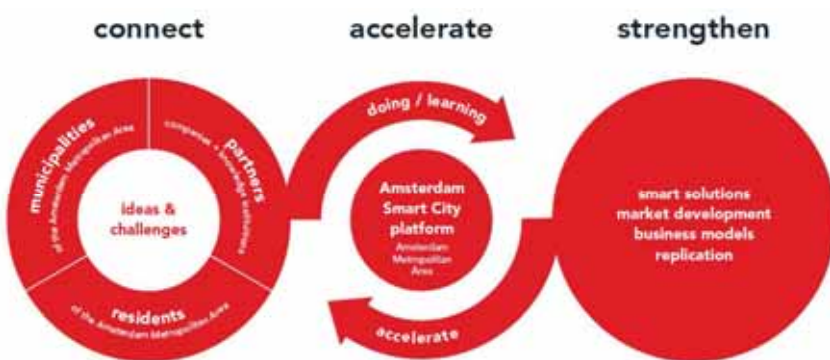 connect
accelerate
strengthen
municipalities
of the Amsterdam Metropolitan Area
partners
companies + knowledge institutions
residents
of the Amsterdam Metropolitan Area
ideas &
challenges
doing / learning
Amsterdam
Smart City
platform
Amsterdam
Metropolitan
Area
accelerate
smart solutions
market development
business models
replication